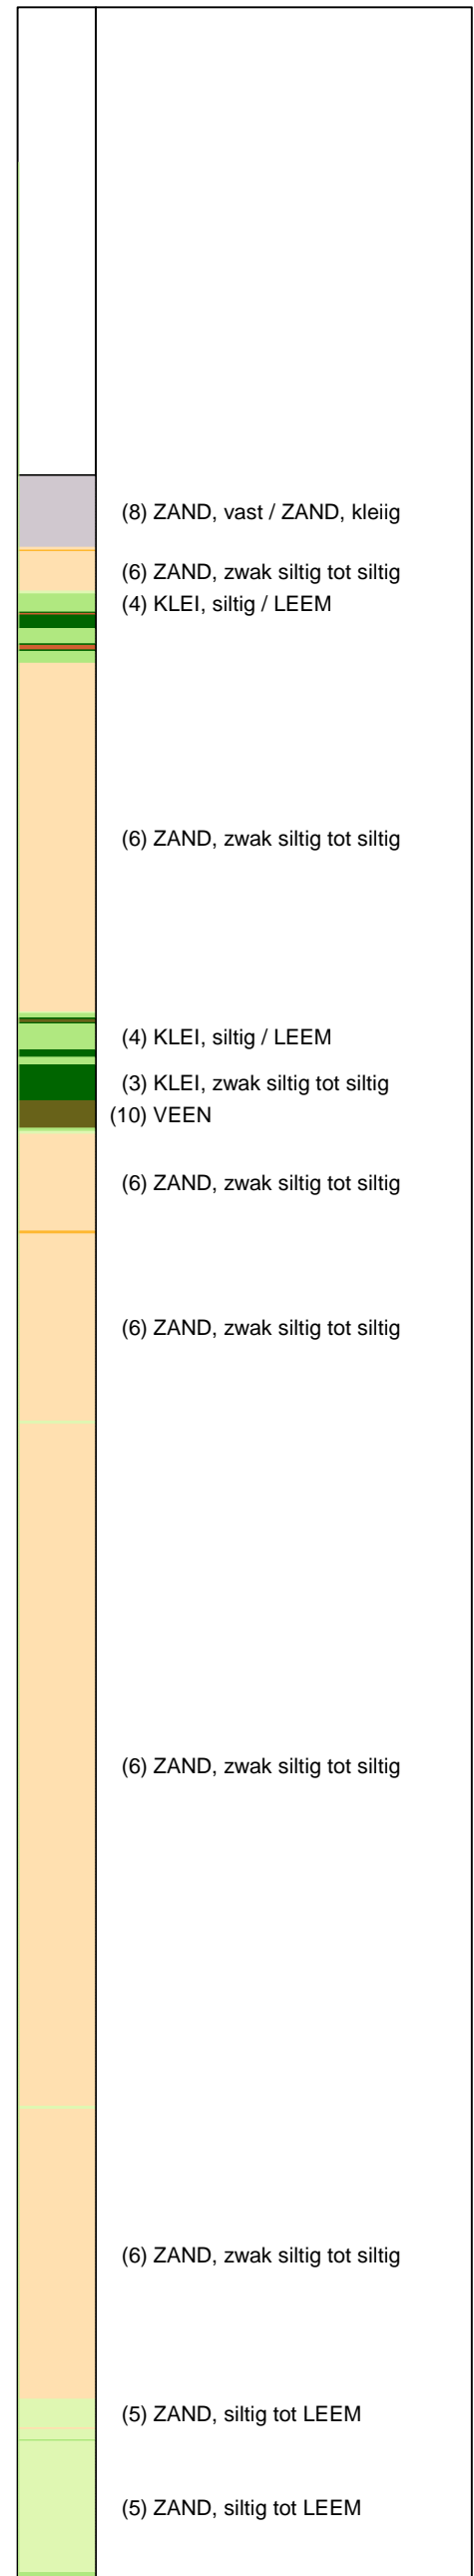 (8) ZAND, vast / ZAND, kleiig
(6) ZAND, zwak siltig tot siltig
(4) KLEI, siltig / LEEM
(6) ZAND, zwak siltig tot siltig
(4) KLEI, siltig / LEEM
(3) KLEI, zwak siltig tot siltig
(10) VEEN
(6) ZAND, zwak siltig tot siltig
(6) ZAND, zwak siltig tot siltig
(6) ZAND, zwak siltig tot siltig
(6) ZAND, zwak siltig tot siltig
(5) ZAND, siltig tot LEEM
(5) ZAND, siltig tot LEEM